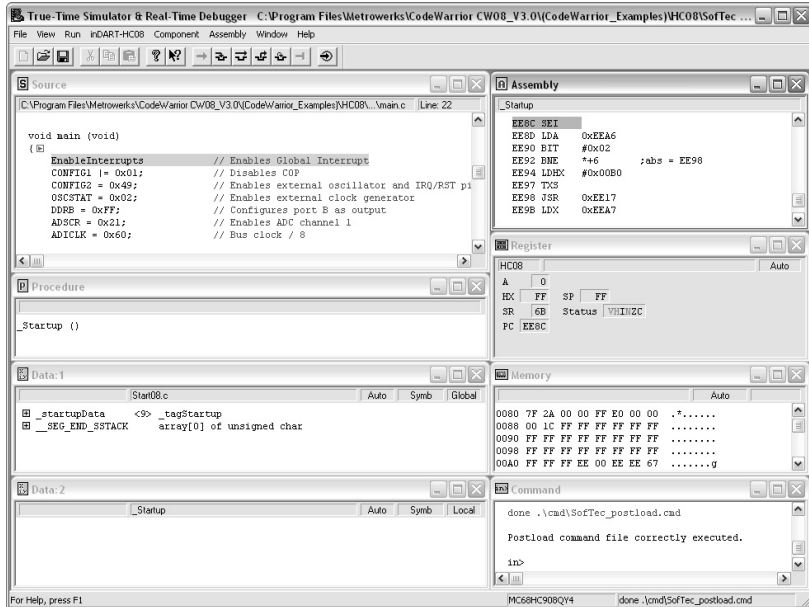 True-Time Simulator & Real-Time Debugger C:\Program Files\Metrowerks\CodeWarrior CW08_V3.0\(CodeWarrior_Examples)\HC08\SofTec ...
File View Run inDART-HC08 Component Assembly Window Help
Source
C:\Program Files\Metrowerks\CodeWarrior CW08_V3.0\(CodeWarrior_Examples)\HC08\...\main.c Line: 22
void main (void)
{
EnableInterrupts // Enables Global Interrupt
CONFIG1 |= 0x01; // Disables COP
CONFIG2 = 0x49; // Enables external oscillator and IRQ/RST pi
OSCSTAT = 0x02; // Enables external clock generator
DDRB = 0xFF; // Configures port B as output
ADSCR = 0x21; // Enables ADC channel 1
ADICLK = 0x60; // Bus clock / 8
Assembly
_Startup
EE8C SEI
EE8D LDA 0xEEA6
EE90 BIT #0x02
EE92 BNE *+6 ;abs = EE98
EE94 LDHX #0x00B0
EE97 TXS
EE98 JSR 0xEE17
EE9B LDX 0xEEA7
Procedure
_Startup ()
Register
HC08 Auto
A 0
HX FF SP FF
SR 6B Status VHINZC
PC EE8C
Data:1
Start08.c Auto Symb Global
_startupData <9> _tagStartup
__SEG_END_SSTACK array[0] of unsigned char
Memory
Auto
0080 7F 2A 00 00 FF E0 00 00 .*......
0088 00 1C FF FF FF FF FF FF ........
0090 FF FF FF FF FF FF FF FF ........
0098 FF FF FF FF FF FF FF FF ........
00A0 FF FF FF EE 00 EE EE 67 .......g
Data:2
_Startup Auto Symb Local
Command
done .\cmd\SofTec_postload.cmd
Postload command file correctly executed.
in>
For Help, press F1 MC68HC908QY4 done .\cmd\SofTec_postload.cmd